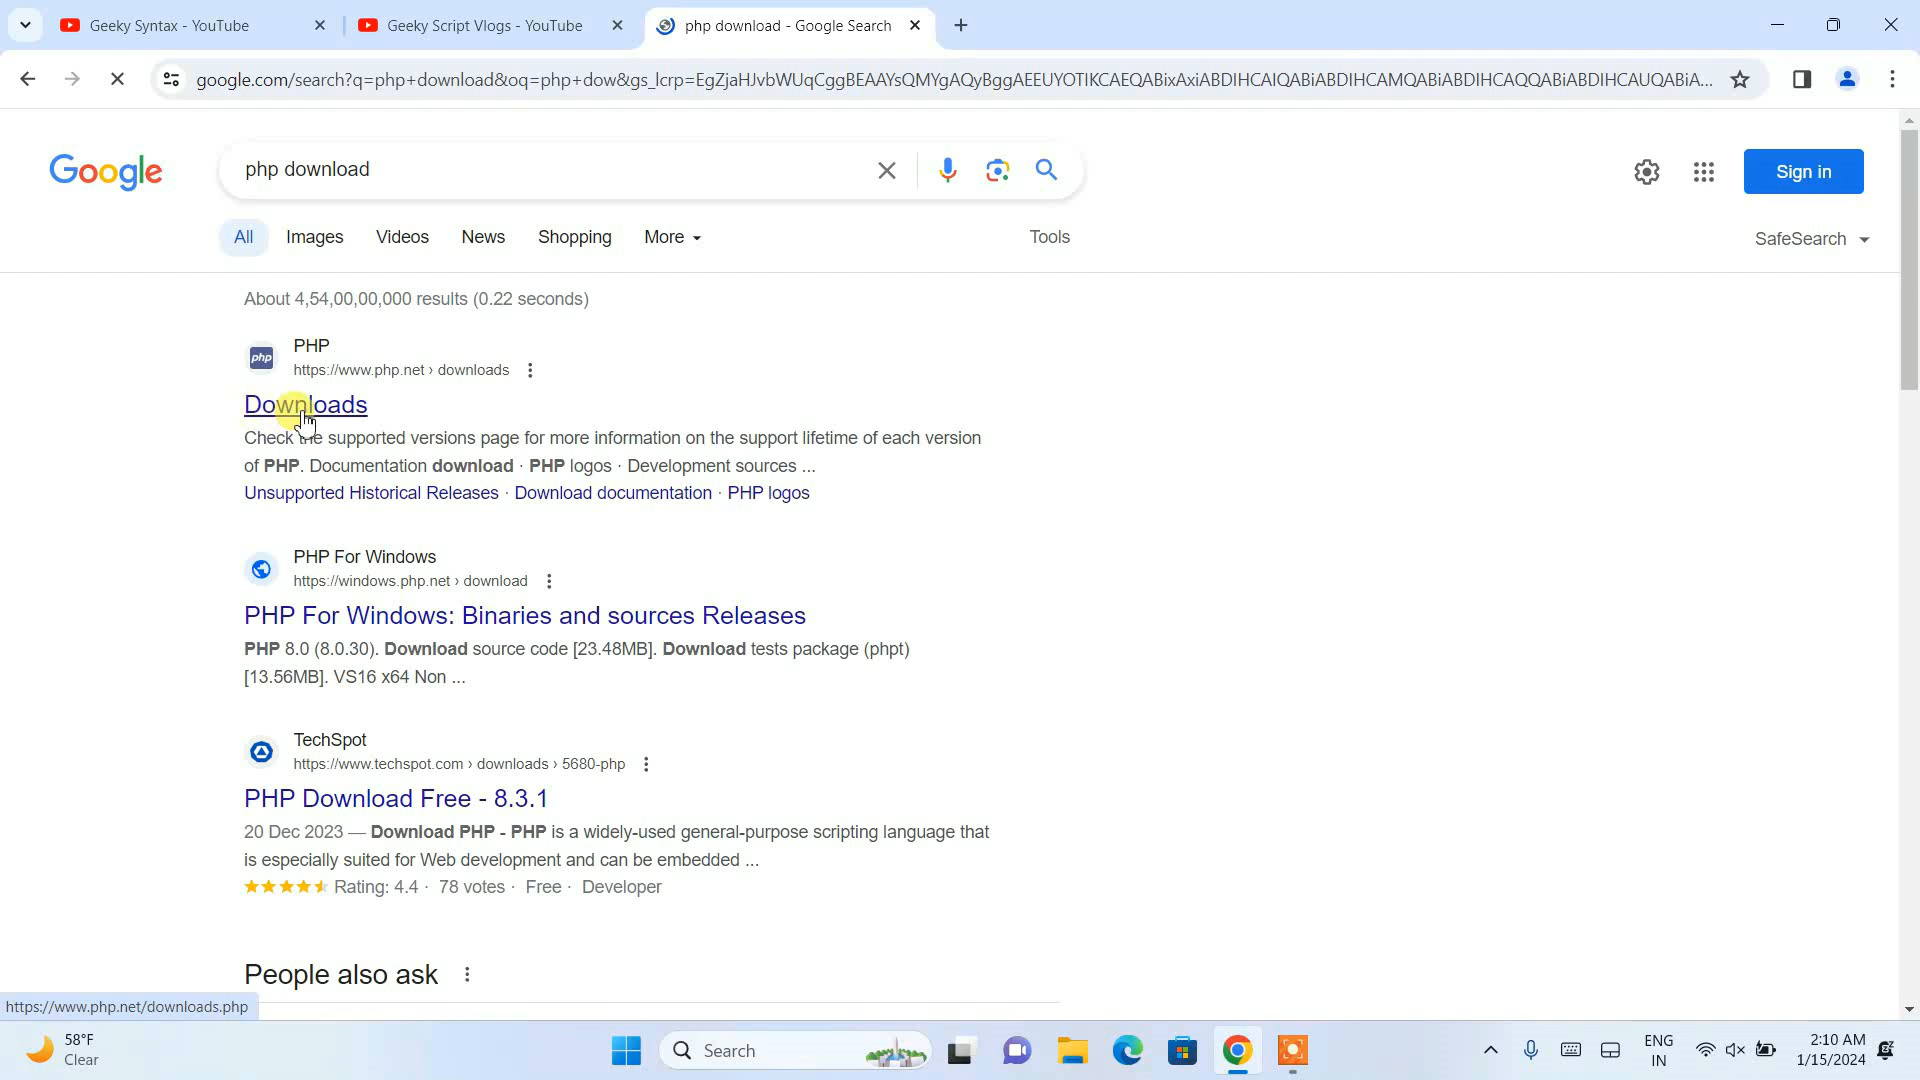 Geeky Syntax - YouTube
Geeky Script Vlogs - YouTube
php download - Google Search
google.com/search?q=php+download&oq=php+dow&gs_lcrp=EgZjaHJvbWUqCggBEAAYsQMYgAQyBggAEEUYOTIKCAEQABixAxiABDIHCAIQABiABDIHCAMQABiABDIHCAQQABiABDIHCAUQABiA...
Google
php download
Sign in
All
Images
Videos
News
Shopping
More
Tools
SafeSearch
About 4,54,00,00,000 results (0.22 seconds)
php
PHP
https://www.php.net › downloads
Downloads
Check the supported versions page for more information on the support lifetime of each version
of PHP. Documentation download · PHP logos · Development sources ...
Unsupported Historical Releases · Download documentation · PHP logos
PHP For Windows
https://windows.php.net › download
PHP For Windows: Binaries and sources Releases
PHP 8.0 (8.0.30). Download source code [23.48MB]. Download tests package (phpt)
[13.56MB]. VS16 x64 Non ...
TechSpot
https://www.techspot.com › downloads › 5680-php
PHP Download Free - 8.3.1
20 Dec 2023 — Download PHP - PHP is a widely-used general-purpose scripting language that
is especially suited for Web development and can be embedded ...
Rating: 4.4 · 78 votes · Free · Developer
People also ask
https://www.php.net/downloads.php
58°F
Clear
Search
ENG
IN
2:10 AM
1/15/2024